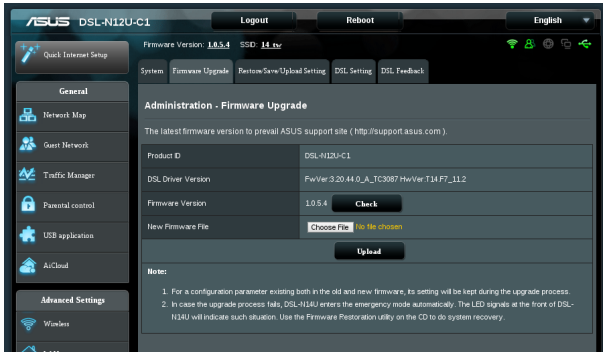 ASUS DSL-N12U-C1 Logout Reboot English
Quick Internet Setup
General
Network Map
Guest Network
Traffic Manager
Parental control
USB application
AiCloud
Advanced Settings
Wireless
Firmware Version: 1.0.5.4 SSID: 14_tw
System Firmware Upgrade Restore/Save/Upload Setting DSL Setting DSL Feedback
Administration - Firmware Upgrade
The latest firmware version to prevail ASUS support site ( http://support.asus.com ).
Product ID DSL-N12U-C1
DSL Driver Version FwVer:3.20.44.0_A_TC3087 HwVer:T14.F7_11.2
Firmware Version 1.0.5.4 Check
New Firmware File Choose File No file chosen
Upload
Note:
1. For a configuration parameter existing both in the old and new firmware, its setting will be kept during the upgrade process.
2. In case the upgrade process fails, DSL-N14U enters the emergency mode automatically. The LED signals at the front of DSL-
N14U will indicate such situation. Use the Firmware Restoration utility on the CD to do system recovery.